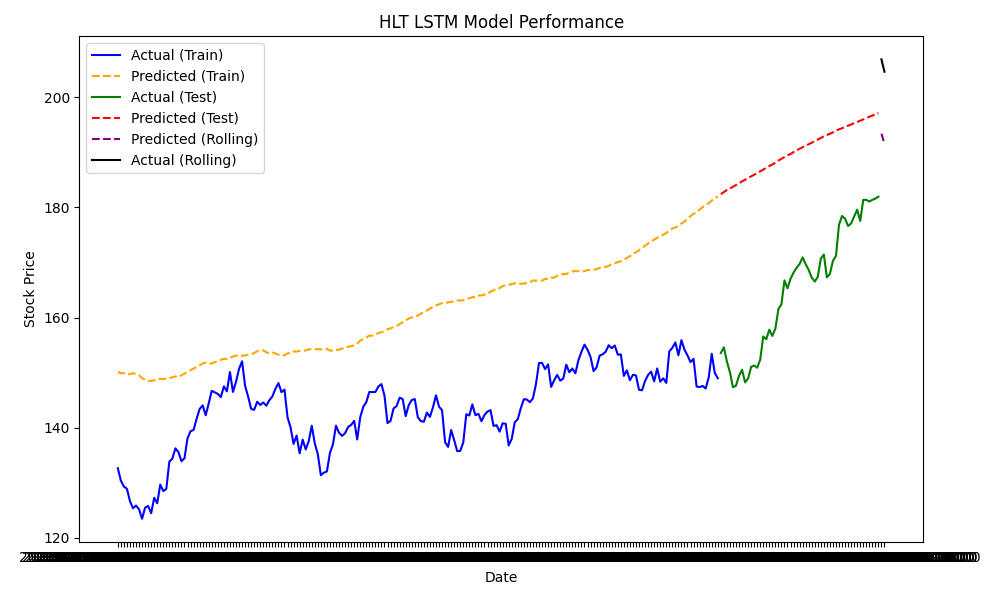 HLT LSTM Model Performance
Actual (Train)
Predicted (Train)
Actual (Test)
Predicted (Test)
Predicted (Rolling)
Actual (Rolling)
Stock Price
200
180
160
140
120
Date